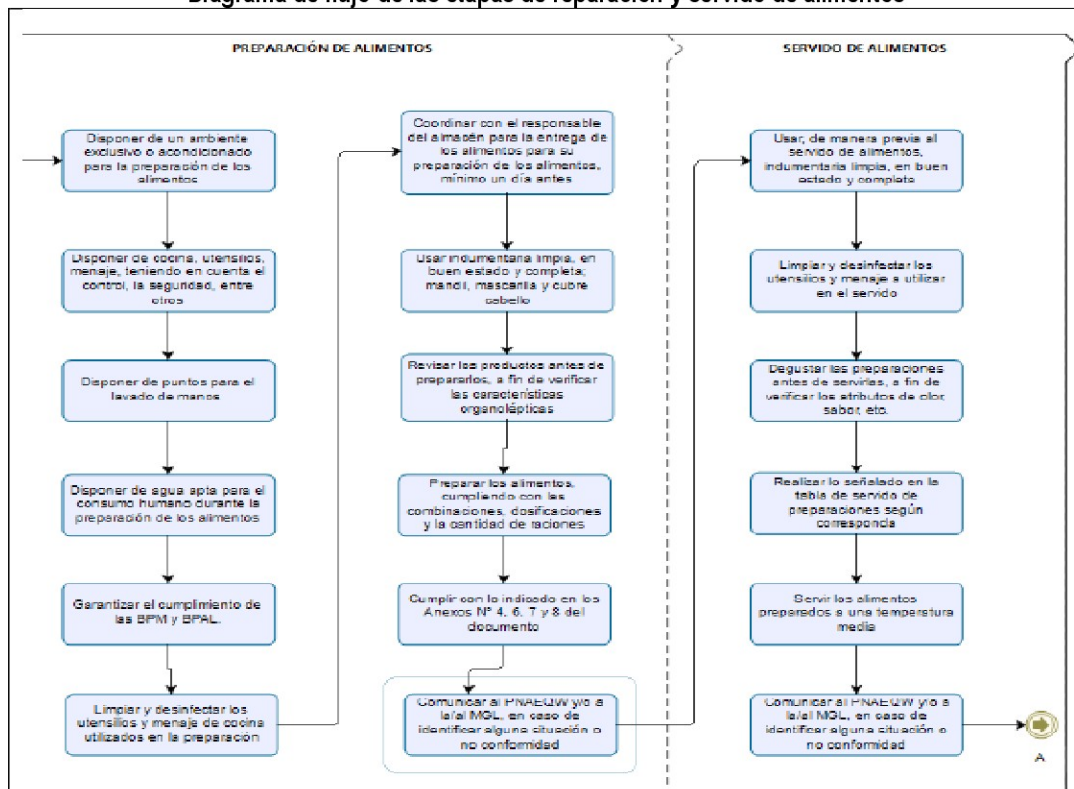 Diagrama de flujo de las etapas de reparación y servido de alimentos
PREPARACIÓN DE ALIMENTOS
Disponer de un ambiente
exclusivo o acondicionado
para la preparación de los
alimentos
Disponer de cocina, utensilios,
menaje, teniendo en cuenta el
control, la seguridad, entre
otros
Disponer de puntos para el
lavado de manos
Disponer de agua apta para el
consumo humano durante la
preparación de los alimentos
Garantizar el cumplimiento de
las BPM y BPAL.
Limpiar y desinfectar los
utensilios y menaje de cocina
utilizados en la preparación
Coordinar con el responsable
del almacén para la entrega de
los alimentos para su
preparación de los alimentos,
mínimo un día antes
Usar indumentaria limpia, en
buen estado y completa;
mandil, mascarilla y cubre
cabello
Revisar los productos antes de
prepararlos, a fin de verificar
las características
organolépticas
Preparar los alimentos,
cumpliendo con las
combinaciones, dosificaciones
y la cantidad de raciones
Cumplir con lo indicado en los
Anexos N° 4, 6, 7 y 8 del
documento
Comunicar al PNAEQW y/o a
la/al MGL, en caso de
identificar alguna situación o
no conformidad
SERVIDO DE ALIMENTOS
Usar, de manera previa al
servido de alimentos,
indumentaria limpia, en buen
estado y completa
Limpiar y desinfectar los
utensilios y menaje a utilizar
en el servido
Degustar las preparaciones
antes de servirlas, a fin de
verificar los atributos de olor,
sabor, etc.
Realizar lo señalado en la
tabla de servido de
preparaciones según
corresponda
Servir los alimentos
preparados a una temperatura
media
Comunicar al PNAEQW y/o a
la/al MGL, en caso de
identificar alguna situación o
no conformidad
A